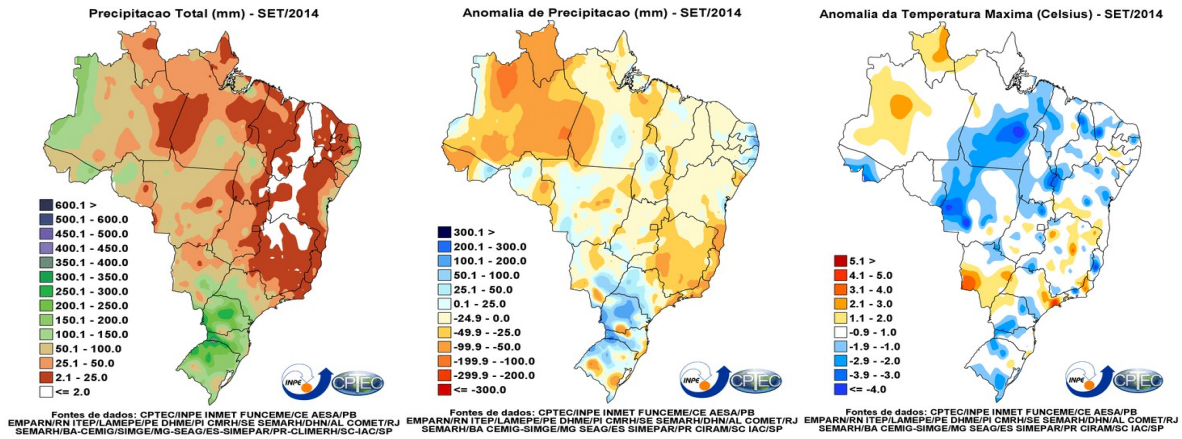 Precipitacao Total (mm) - SET/2014
600.1 >
500.1 - 600.0
450.1 - 500.0
400.1 - 450.0
350.1 - 400.0
300.1 - 350.0
250.1 - 300.0
200.1 - 250.0
150.1 - 200.0
100.1 - 150.0
50.1 - 100.0
25.1 - 50.0
2.1 - 25.0
<= 2.0
INPE
CPTEC
Fontes de dados: CPTEC/INPE INMET FUNCEME/CE AESA/PB
EMPARN/RN ITEP/LAMEPE/PE DHME/PI CMRH/SE SEMARH/DHN/AL COMET/RJ
SEMARH/BA-CEMIG/SIMGE/MG-SEAG/ES-SIMEPAR/PR-CLIMERH/SC-IAC/SP
Anomalia de Precipitacao (mm) - SET/2014
300.1 >
200.1 - 300.0
100.1 - 200.0
50.1 - 100.0
25.1 - 50.0
0.1 - 25.0
-24.9 - 0.0
-49.9 - -25.0
-99.9 - -50.0
-199.9 - -100.0
-299.9 - -200.0
<= -300.0
INPE
CPTEC
Fontes de dados: CPTEC/INPE INMET FUNCEME/CE AESA/PB
EMPARN/RN ITEP/LAMEPE/PE DHME/PI CMRH/SE SEMARH/DHN/AL COMET/RJ
SEMARH/BA CEMIG-SIMGE/MG SEAG/ES SIMEPAR/PR CIRAM/SC IAC/SP
Anomalia da Temperatura Maxima (Celsius) - SET/2014
5.1 >
4.1 - 5.0
3.1 - 4.0
2.1 - 3.0
1.1 - 2.0
-0.9 - 1.0
-1.9 - -1.0
-2.9 - -2.0
-3.9 - -3.0
<= -4.0
INPE
CPTEC
Fontes de dados: CPTEC/INPE INMET FUNCEME/CE AESA/PB
EMPARN/RN ITEP/LAMEPE/PE DHME/PI CMRH/SE SEMARH/DHN/AL COMET/RJ
SEMARH/BA CEMIG-SIMGE/MG SEAG/ES SIMEPAR/PR CIRAM/SC IAC/SP